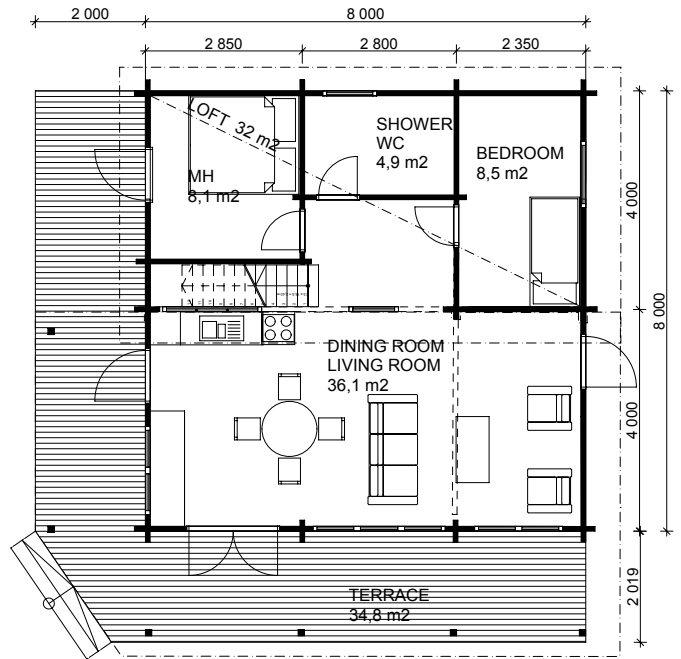 2 000
8 000
2 850
2 800
2 350
LOFT 32 m2
SHOWER
WC
4,9 m2
BEDROOM
8,5 m2
MH
8,1 m2
4 000
8 000
DINING ROOM
LIVING ROOM
36,1 m2
4 000
TERRACE
34,8 m2
2 019